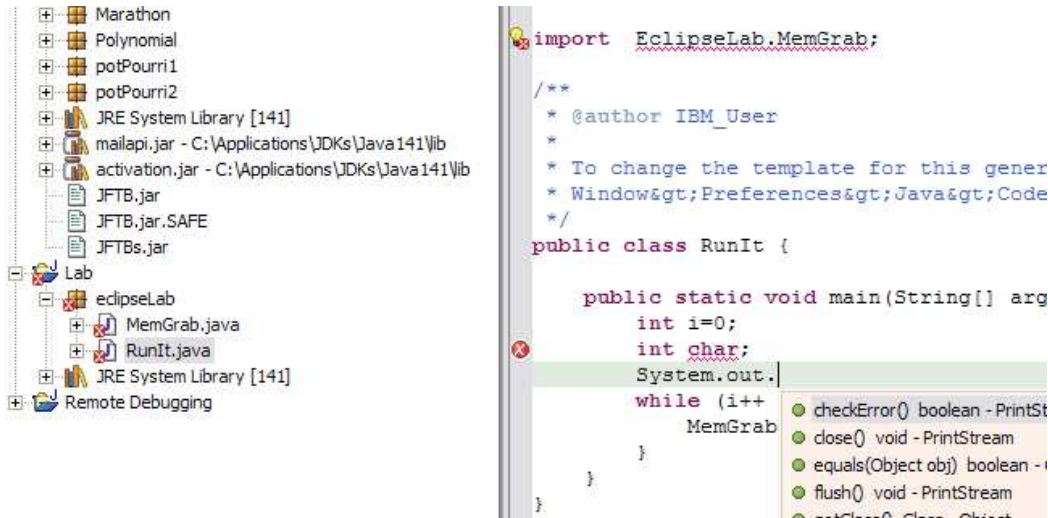 Marathon
Polynomial
potPourri1
potPourri2
JRE System Library [141]
mailapi.jar - C:\Applications\JDKs\Java141\lib
activation.jar - C:\Applications\JDKs\Java141\lib
JFTB.jar
JFTB.jar.SAFE
JFTBs.jar
Lab
eclipseLab
MemGrab.java
RunIt.java
JRE System Library [141]
Remote Debugging
import EclipseLab.MemGrab;
/**
* @author IBM_User
*
* To change the template for this gener
* Window&gt;Preferences&gt;Java&gt;Code
*/
public class RunIt {
public static void main(String[] arg
int i=0;
int char;
System.out.
while (i++
MemGrab
}
}
}
checkError() boolean - PrintSt
close() void - PrintStream
equals(Object obj) boolean -
flush() void - PrintStream
getClass() Class - Object